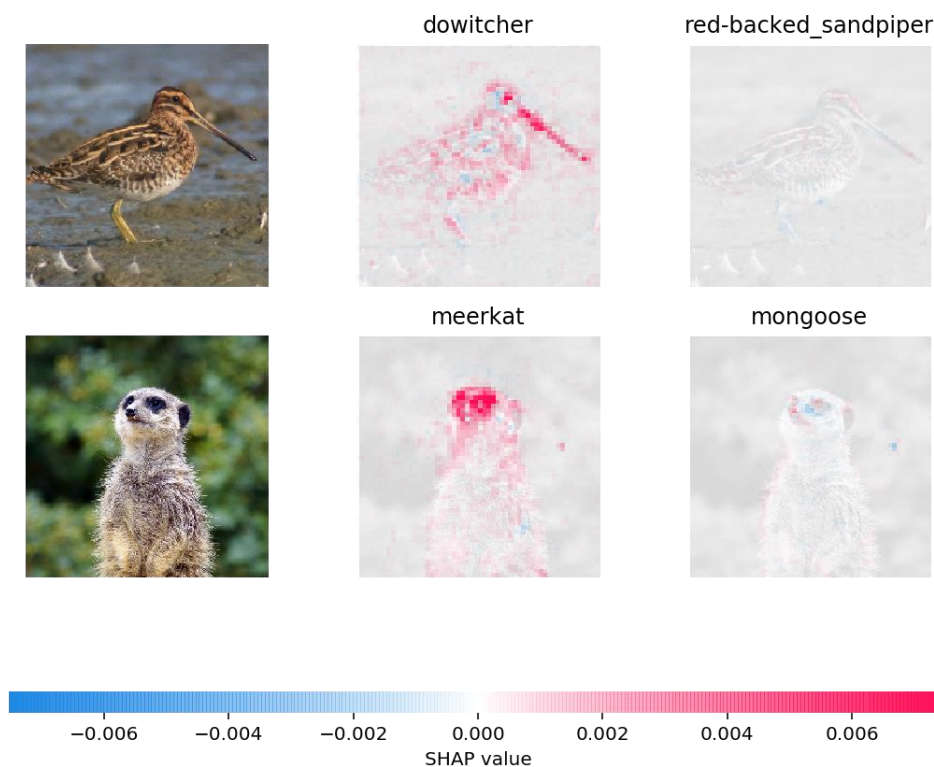 dowitcher
red-backed_sandpiper
meerkat
mongoose
−0.006 −0.004 −0.002 0.000 0.002 0.004 0.006
SHAP value